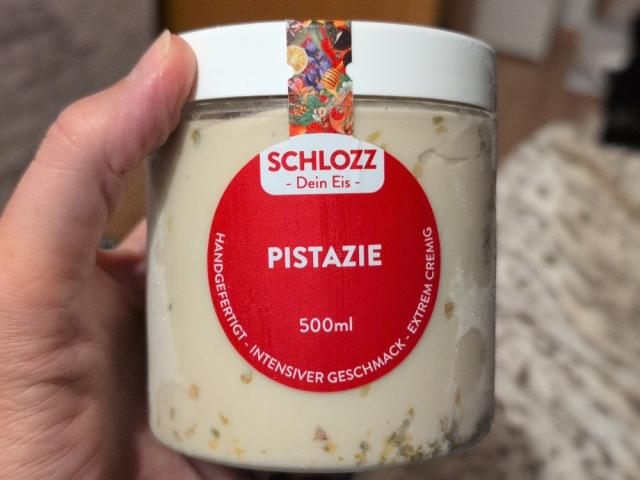 SCHLOZZ
- Dein Eis -
PISTAZIE
500ml
HANDGEFERTIGT - INTENSIVER GESCHMACK - EXTREM CREMIG